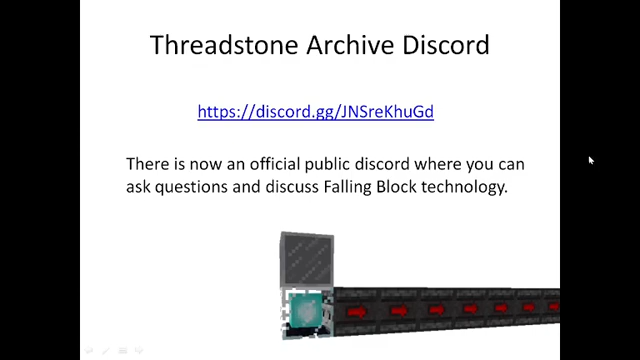 Threadstone Archive Discord
https://discord.gg/JNSreKhuGd
There is now an official public discord where you can
ask questions and discuss Falling Block technology.